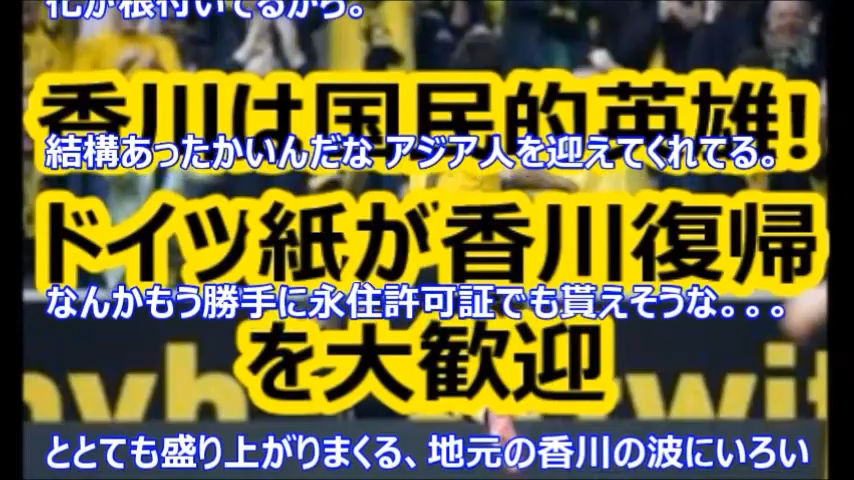 化が根付いてるから。
香川は国民的英雄!
結構あったかいんだな アジア人を迎えてくれてる。
ドイツ紙が香川復帰
なんかもう勝手に永住許可証でも貰えそうな。。。
を大歓迎
ととても盛り上がりまくる、地元の香川の波にいろい